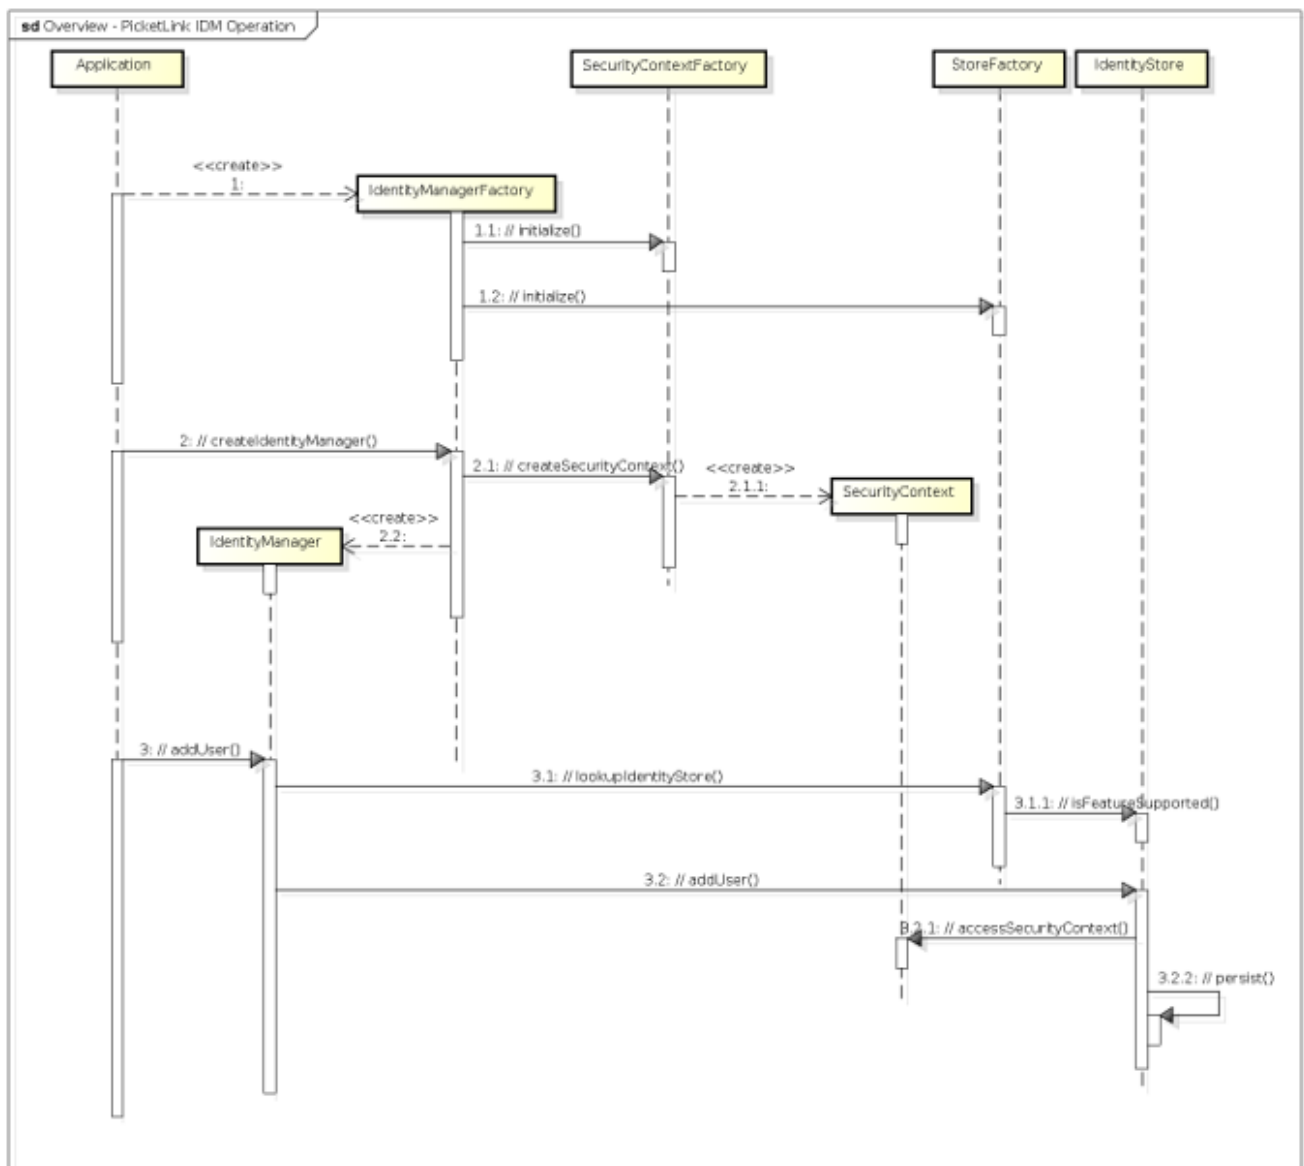 sd Overview - PicketLink IDM Operation
Application
SecurityContextFactory
StoreFactory
IdentityStore
<<create>>
1:
IdentityManagerFactory
1.1: // initialize()
1.2: // initialize()
2: // createIdentityManager()
2.1: // createSecurityContext()
<<create>>
2.1.1:
SecurityContext
<<create>>
2.2:
IdentityManager
3: // addUser()
3.1: // lookupIdentityStore()
3.1.1: // isFeatureSupported()
3.2: // addUser()
3.2.1: // accessSecurityContext()
3.2.2: // persist()